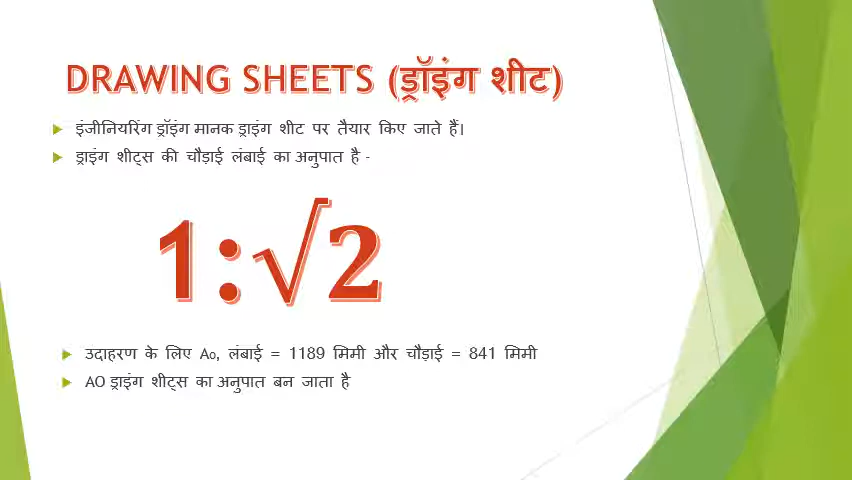 DRAWING SHEETS (ड्रॉइंग शीट)
इंजीनियरिंग ड्रॉइंग मानक ड्राइंग शीट पर तैयार किए जाते हैं।
ड्राइंग शीट्स की चौड़ाई लंबाई का अनुपात है -
1:√2
उदाहरण के लिए A₀, लंबाई = 1189 मिमी और चौड़ाई = 841 मिमी
AO ड्राइंग शीट्स का अनुपात बन जाता है